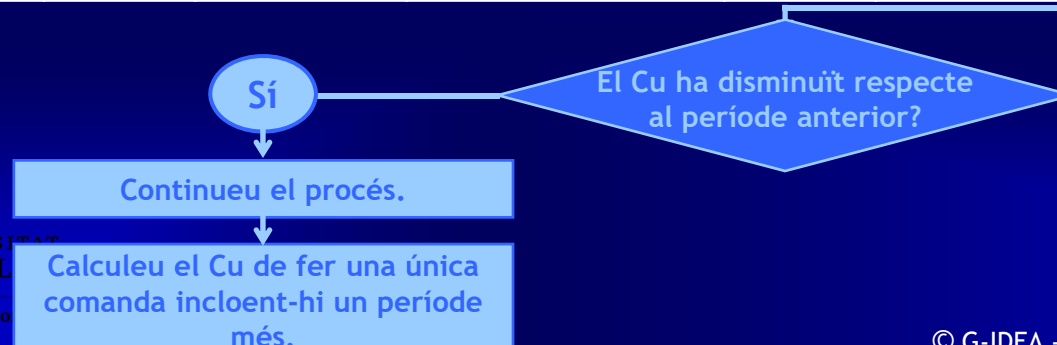 El Cu ha disminuït respecte
al període anterior?
Sí
Continueu el procés.
Calculeu el Cu de fer una única
comanda incloent-hi un període
més.
© G-IDEA -